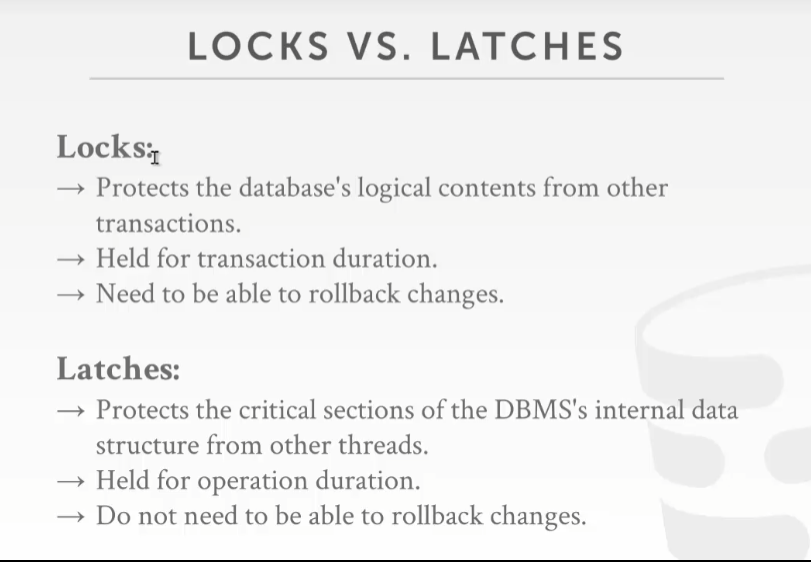 LOCKS VS. LATCHES
Locks:
→ Protects the database's logical contents from other
transactions.
→ Held for transaction duration.
→ Need to be able to rollback changes.
Latches:
→ Protects the critical sections of the DBMS's internal data
structure from other threads.
→ Held for operation duration.
→ Do not need to be able to rollback changes.